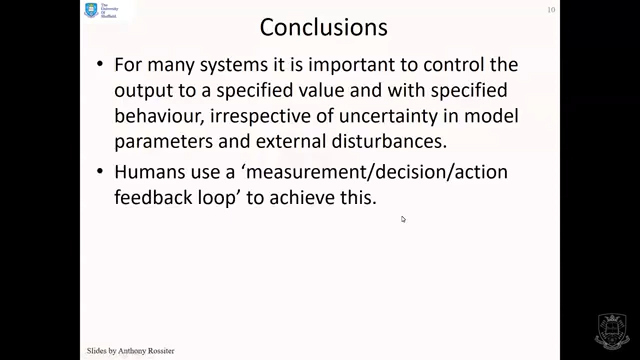 The
University
Of
Sheffield.
10
Conclusions
• For many systems it is important to control the
output to a specified value and with specified
behaviour, irrespective of uncertainty in model
parameters and external disturbances.
• Humans use a ‘measurement/decision/action
feedback loop’ to achieve this.
Slides by Anthony Rossiter